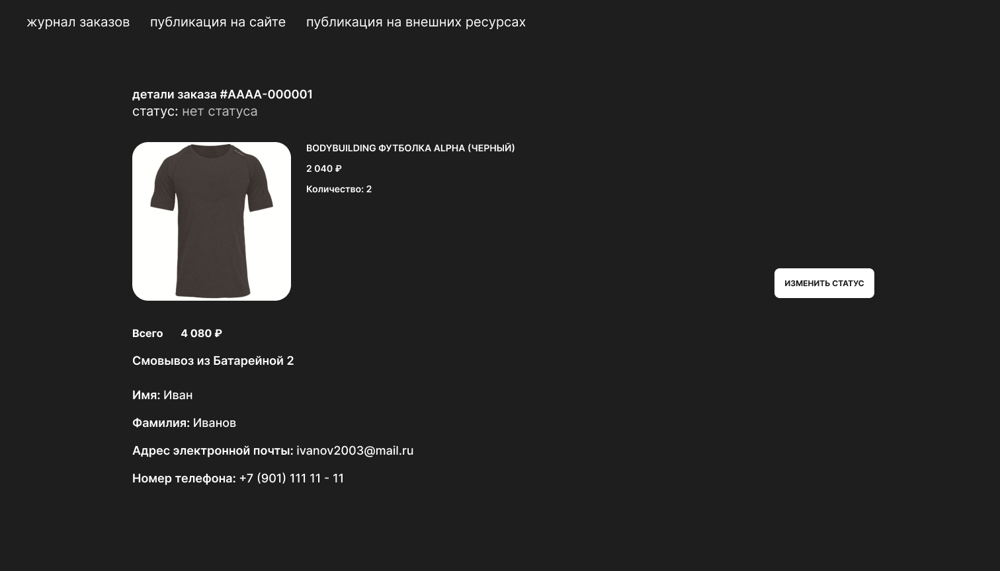 журнал заказов публикация на сайте публикация на внешних ресурсах
детали заказа #AAAA-000001
статус: нет статуса
BODYBUILDING ФУТБОЛКА ALPHA (ЧЕРНЫЙ)
2 040 ₽
Количество: 2
ИЗМЕНИТЬ СТАТУС
Всего 4 080 ₽
Смовывоз из Батарейной 2
Имя: Иван
Фамилия: Иванов
Адрес электронной почты: ivanov2003@mail.ru
Номер телефона: +7 (901) 111 11 - 11